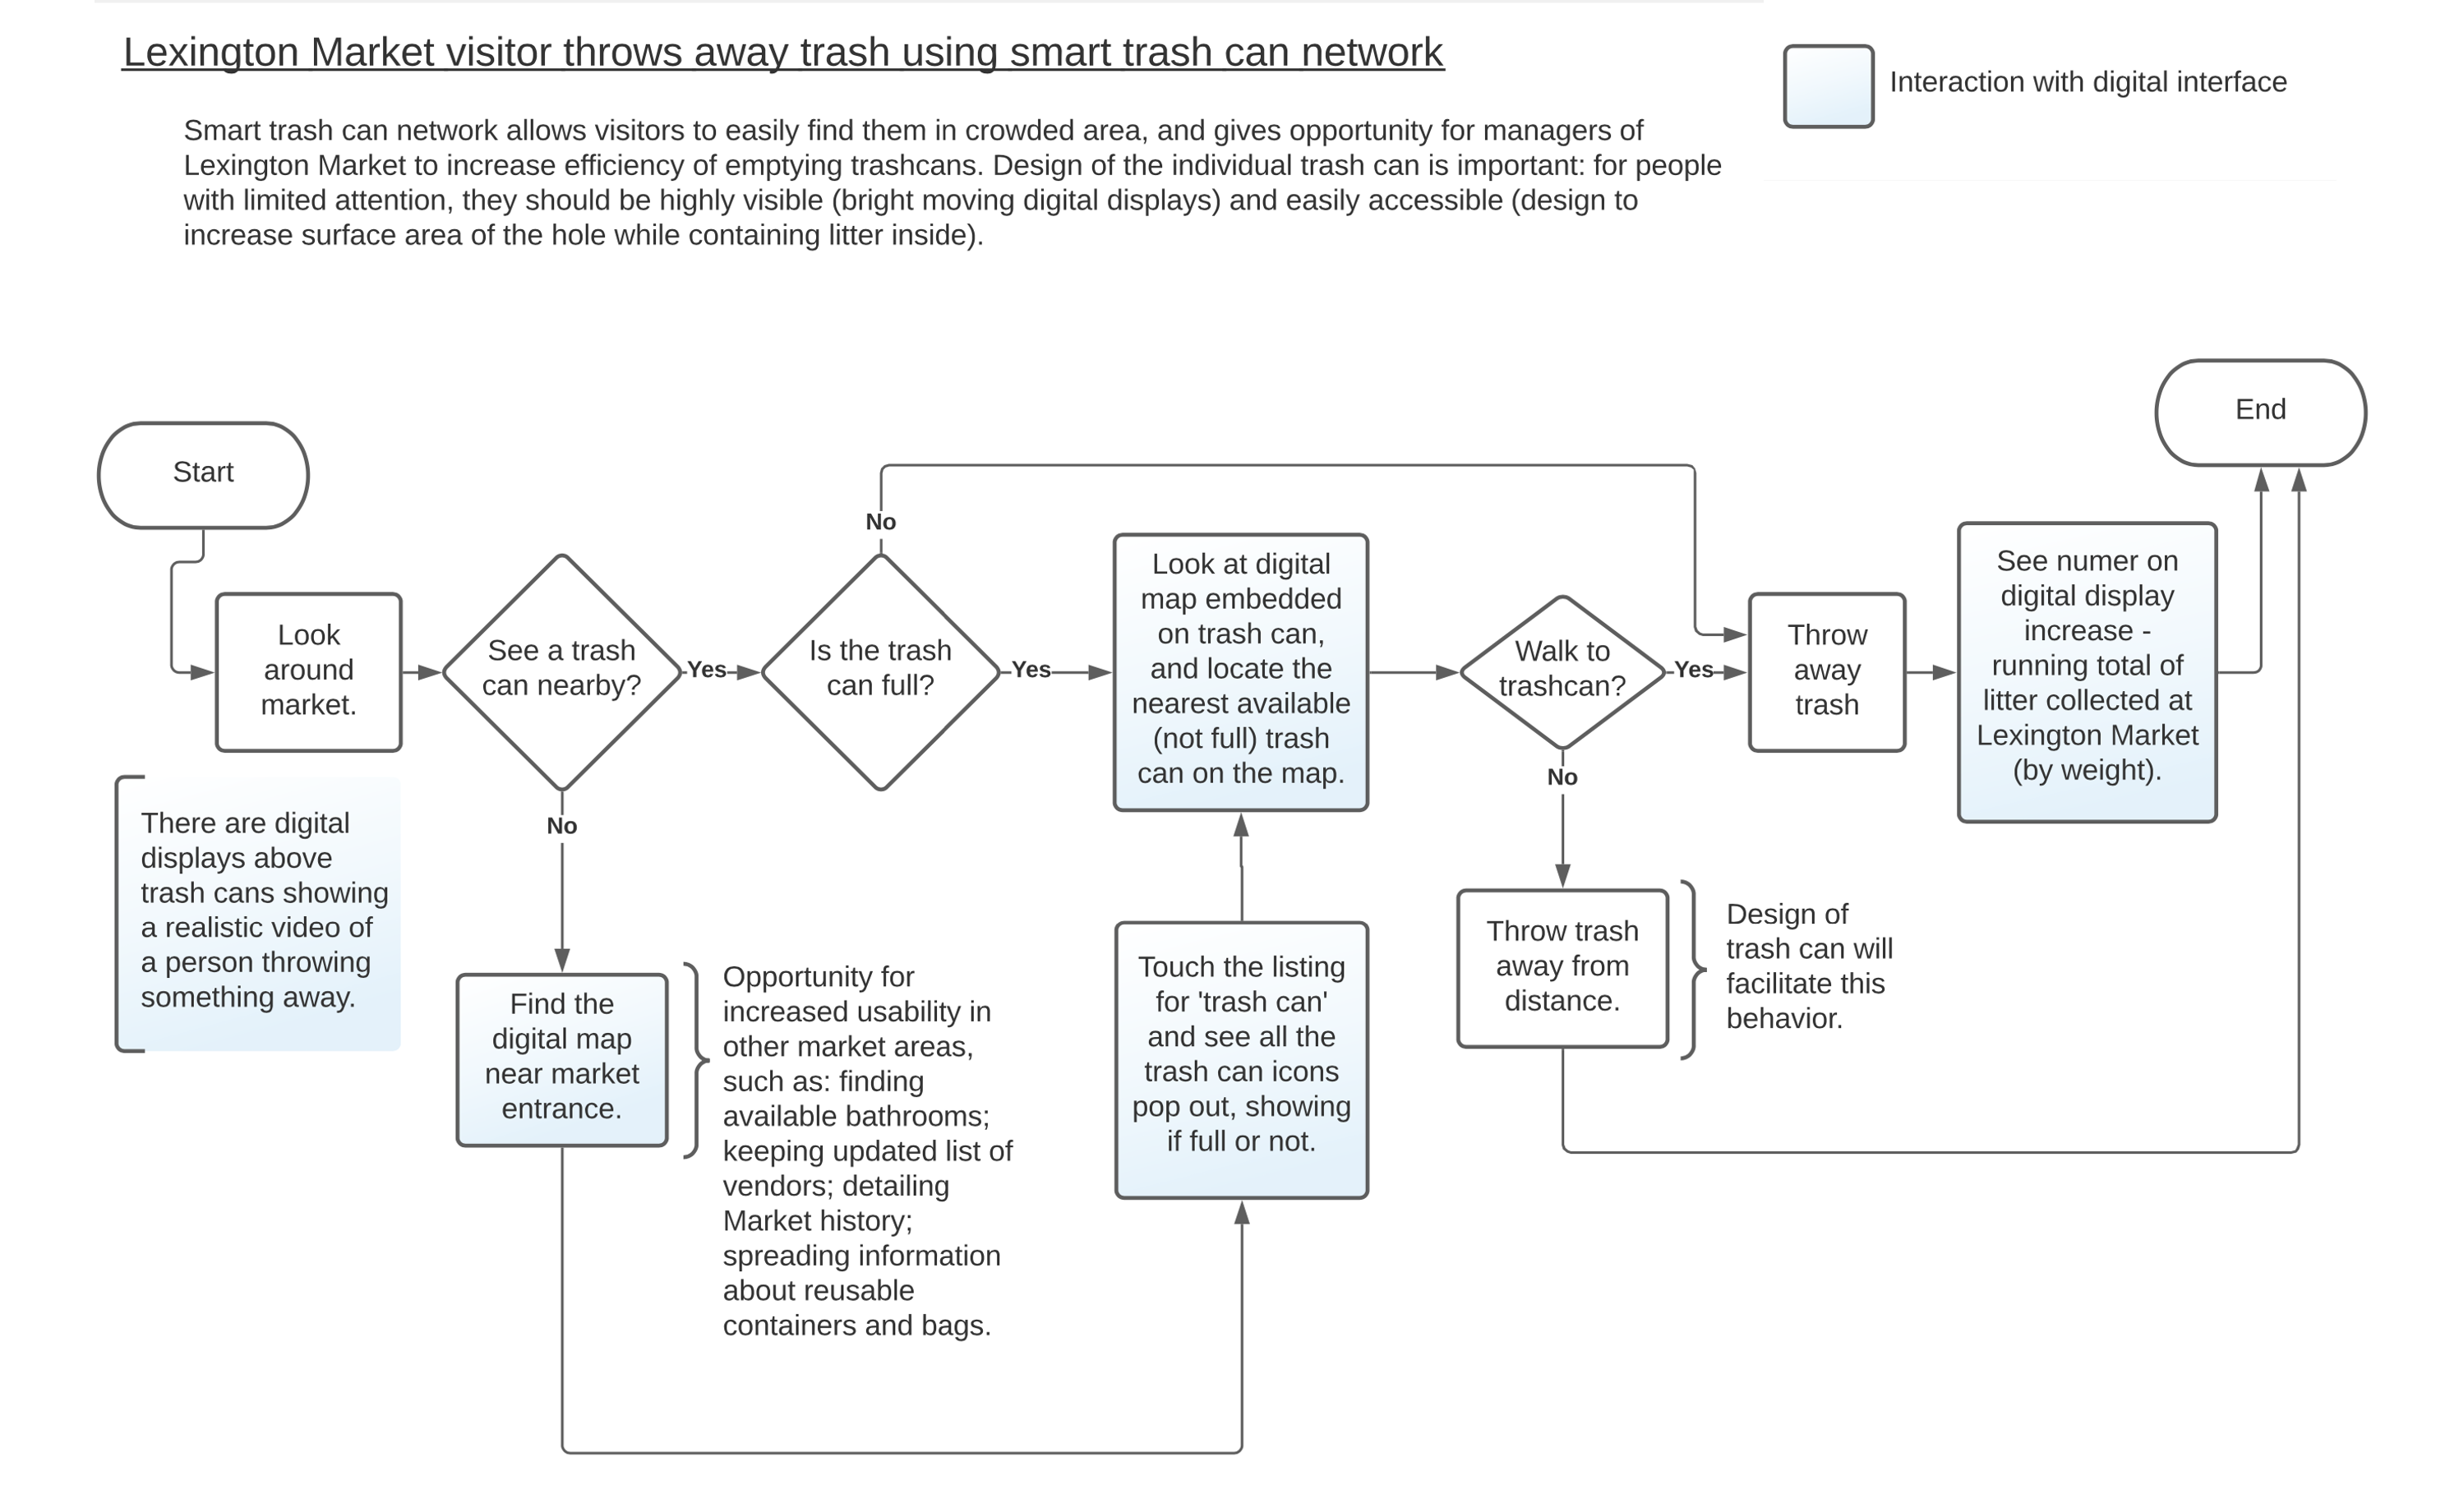 Lexington Market visitor throws away trash using smart trash can network
Interaction with digital interface
Smart trash can network allows visitors to easily find them in crowded area, and gives opportunity for managers of
Lexington Market to increase efficiency of emptying trashcans. Design of the individual trash can is important: for people
with limited attention, they should be highly visible (bright moving digital displays) and easily accessible (design to
increase surface area of the hole while containing litter inside).
Start
Look
around
market.
There are digital
displays above
trash cans showing
a realistic video of
a person throwing
something away.
See a trash
can nearby?
Yes
No
Find the
digital map
near market
entrance.
Opportunity for
increased usability in
other market areas,
such as: finding
available bathrooms;
keeping updated list of
vendors; detailing
Market history;
spreading information
about reusable
containers and bags.
Is the trash
can full?
No
Yes
Look at digital
map embedded
on trash can,
and locate the
nearest available
(not full) trash
can on the map.
Touch the listing
for 'trash can'
and see all the
trash can icons
pop out, showing
if full or not.
Walk to
trashcan?
Yes
No
Throw trash
away from
distance.
Design of
trash can will
facilitate this
behavior.
Throw
away
trash
See numer on
digital display
increase -
running total of
litter collected at
Lexington Market
(by weight).
End